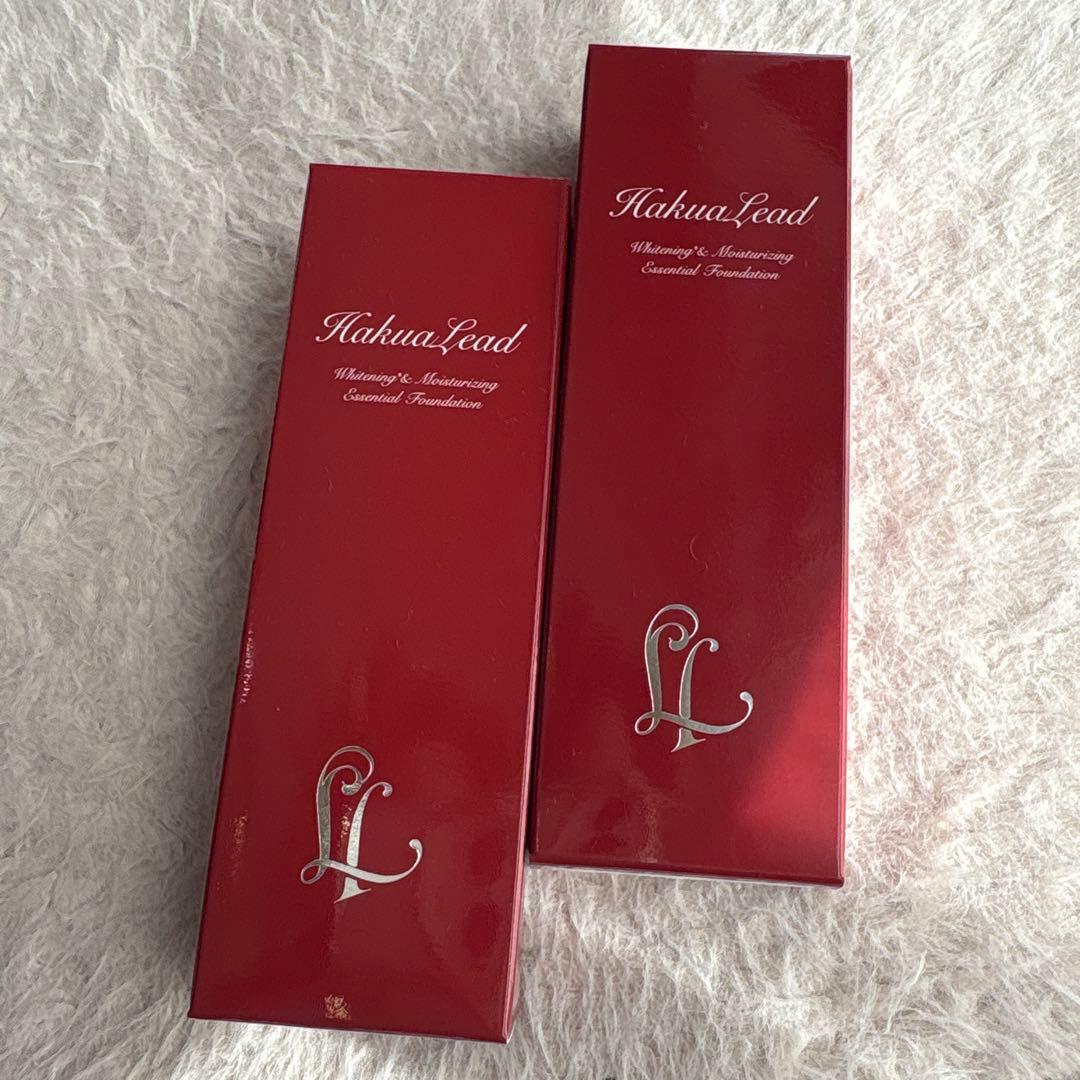 HakuaLead
Whitening*& Moisturizing
Essential Foundation
HakuaLead
Whitening*& Moisturizing
Essential Foundation